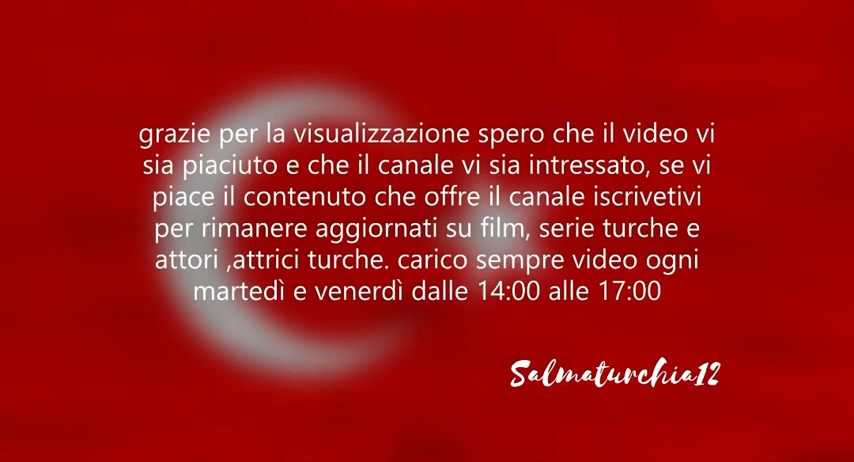 grazie per la visualizzazione spero che il video vi
sia piaciuto e che il canale vi sia intressato, se vi
piace il contenuto che offre il canale iscrivetivi
per rimanere aggiornati su film, serie turche e
attori ,attrici turche. carico sempre video ogni
martedì e venerdì dalle 14:00 alle 17:00
Salmaturchia12